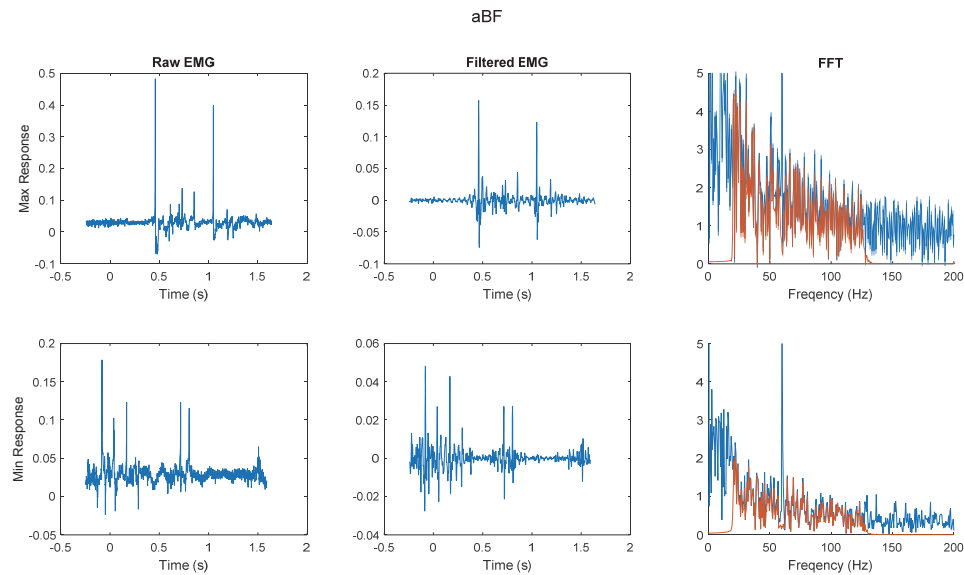 aBF
Raw EMG
Filtered EMG
FFT
Max Response
0.5
0.4
0.3
0.2
0.1
0
-0.1
-0.5 0 0.5 1 1.5 2
Time (s)
0.2
0.15
0.1
0.05
0
-0.05
-0.1
-0.5 0 0.5 1 1.5 2
Time (s)
5
4
3
2
1
0
0 50 100 150 200
Freqency (Hz)
Min Response
0.2
0.15
0.1
0.05
0
-0.05
-0.5 0 0.5 1 1.5 2
Time (s)
0.06
0.04
0.02
0
-0.02
-0.04
-0.5 0 0.5 1 1.5 2
Time (s)
5
4
3
2
1
0
0 50 100 150 200
Freqency (Hz)